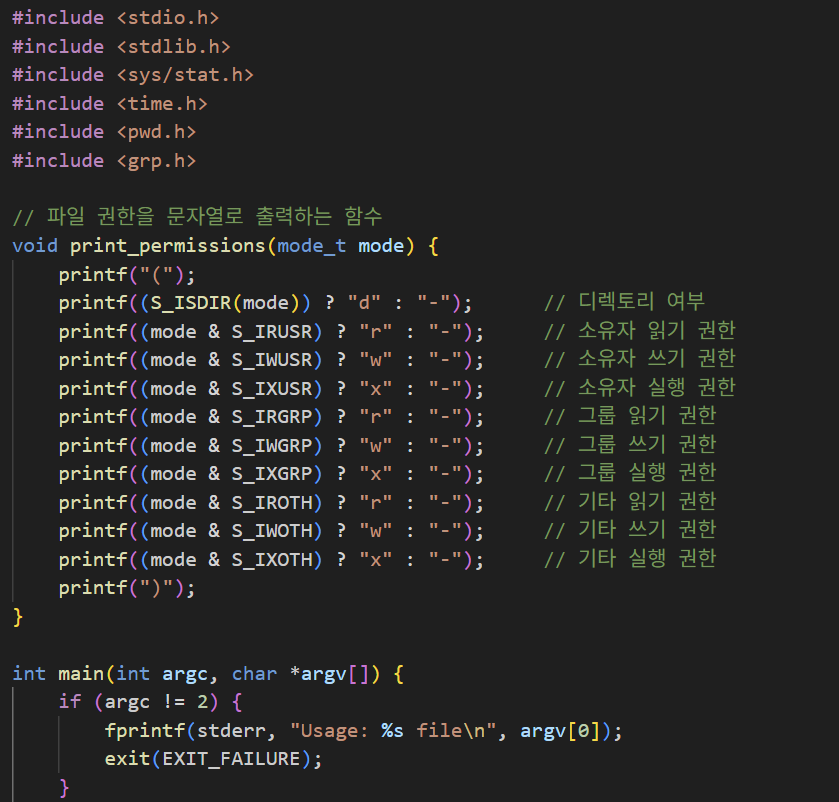 #include <stdio.h>
#include <stdlib.h>
#include <sys/stat.h>
#include <time.h>
#include <pwd.h>
#include <grp.h>

// 파일 권한을 문자열로 출력하는 함수
void print_permissions(mode_t mode) {
    printf("(");
    printf((S_ISDIR(mode)) ? "d" : "-");      // 디렉토리 여부
    printf((mode & S_IRUSR) ? "r" : "-");     // 소유자 읽기 권한
    printf((mode & S_IWUSR) ? "w" : "-");     // 소유자 쓰기 권한
    printf((mode & S_IXUSR) ? "x" : "-");     // 소유자 실행 권한
    printf((mode & S_IRGRP) ? "r" : "-");     // 그룹 읽기 권한
    printf((mode & S_IWGRP) ? "w" : "-");     // 그룹 쓰기 권한
    printf((mode & S_IXGRP) ? "x" : "-");     // 그룹 실행 권한
    printf((mode & S_IROTH) ? "r" : "-");     // 기타 읽기 권한
    printf((mode & S_IWOTH) ? "w" : "-");     // 기타 쓰기 권한
    printf((mode & S_IXOTH) ? "x" : "-");     // 기타 실행 권한
    printf(")");
}

int main(int argc, char *argv[]) {
    if (argc != 2) {
        fprintf(stderr, "Usage: %s file\n", argv[0]);
        exit(EXIT_FAILURE);
    }